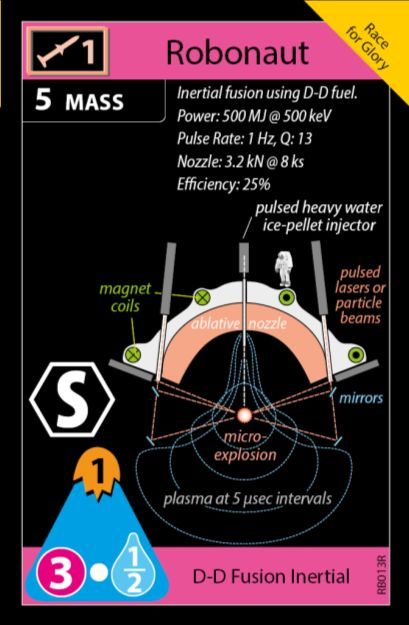 Race
for Glory
1
Robonaut
5 MASS
Inertial fusion using D-D fuel.
Power: 500 MJ @ 500 keV
Pulse Rate: 1 Hz, Q: 13
Nozzle: 3.2 kN @ 8 ks
Efficiency: 25%
pulsed heavy water
ice-pellet injector
magnet
coils
pulsed
lasers or
particle
beams
ablative nozzle
mirrors
S
micro-
explosion
1
plasma at 5 µsec intervals
3 • 1/2
D-D Fusion Inertial
RB013R